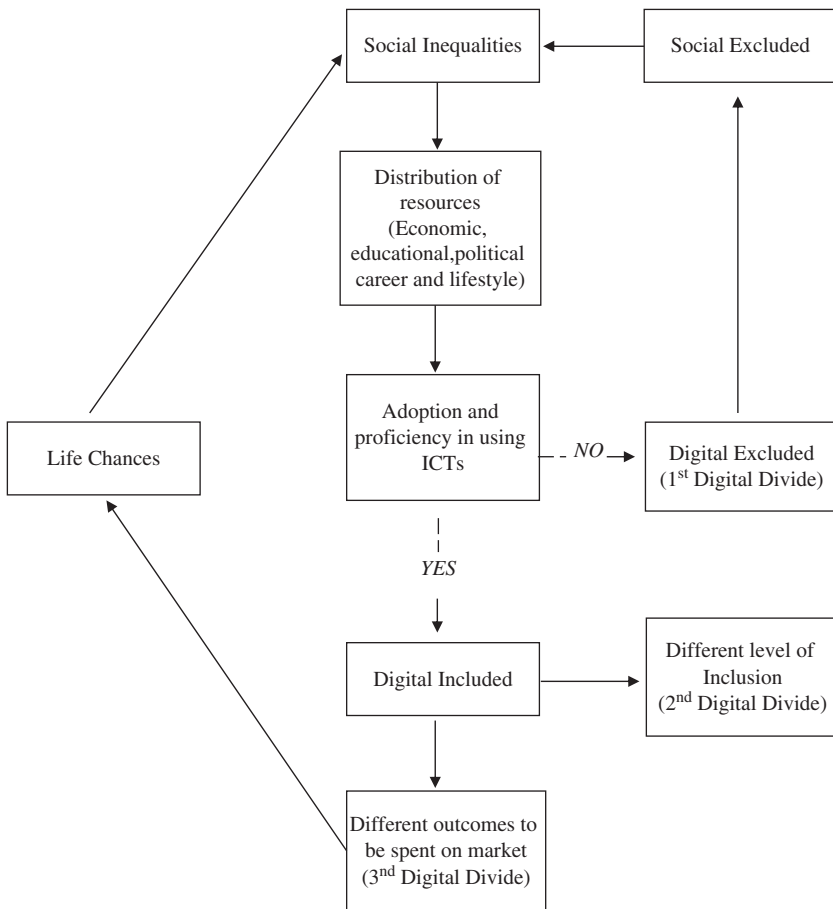 Social Inequalities
Social Excluded
Distribution of
resources
(Economic,
educational,political
career and lifestyle)
Adoption and
proficiency in using
ICTs
NO
Digital Excluded
(1st Digital Divide)
Life Chances
YES
Digital Included
Different level of
Inclusion
(2nd Digital Divide)
Different outcomes to
be spent on market
(3nd Digital Divide)